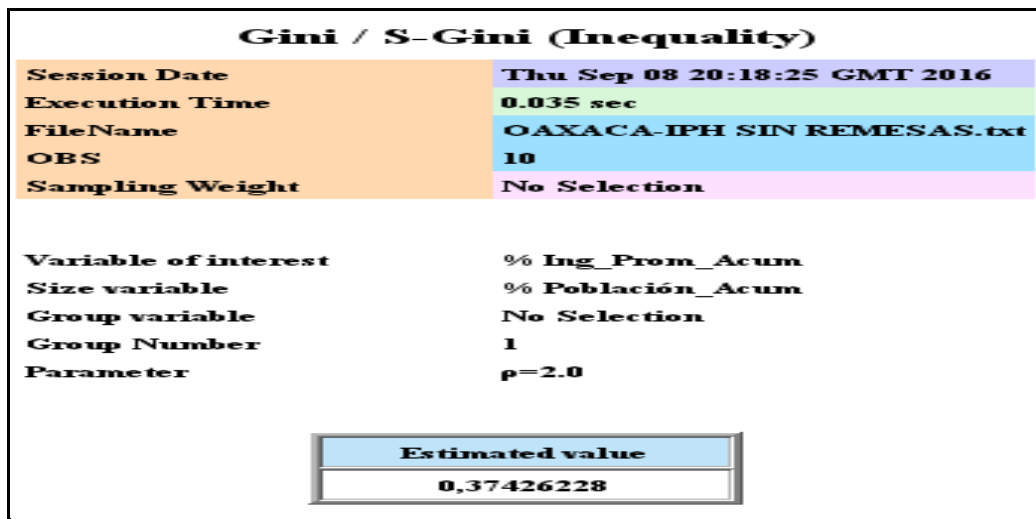 Gini / S-Gini (Inequality)
Session Date Thu Sep 08 20:18:25 GMT 2016
Execution Time 0.035 sec
FileName OAXACA-IPH SIN REMESAS.txt
OBS 10
Sampling Weight No Selection
Variable of interest % Ing_Prom_Acum
Size variable % Población_Acum
Group variable No Selection
Group Number 1
Parameter ρ=2.0
Estimated value
0,37426228